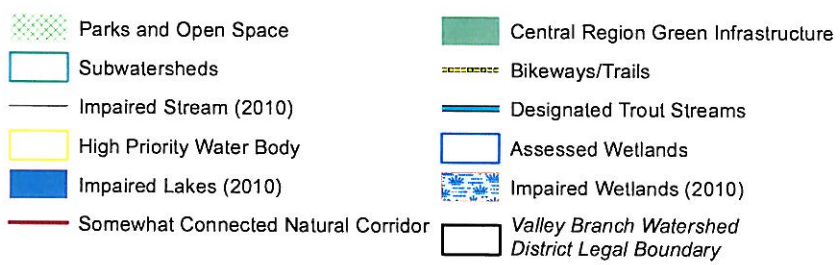 Parks and Open Space
Subwatersheds
Impaired Stream (2010)
High Priority Water Body
Impaired Lakes (2010)
Somewhat Connected Natural Corridor
Central Region Green Infrastructure
Bikeways/Trails
Designated Trout Streams
Assessed Wetlands
Impaired Wetlands (2010)
Valley Branch Watershed
District Legal Boundary